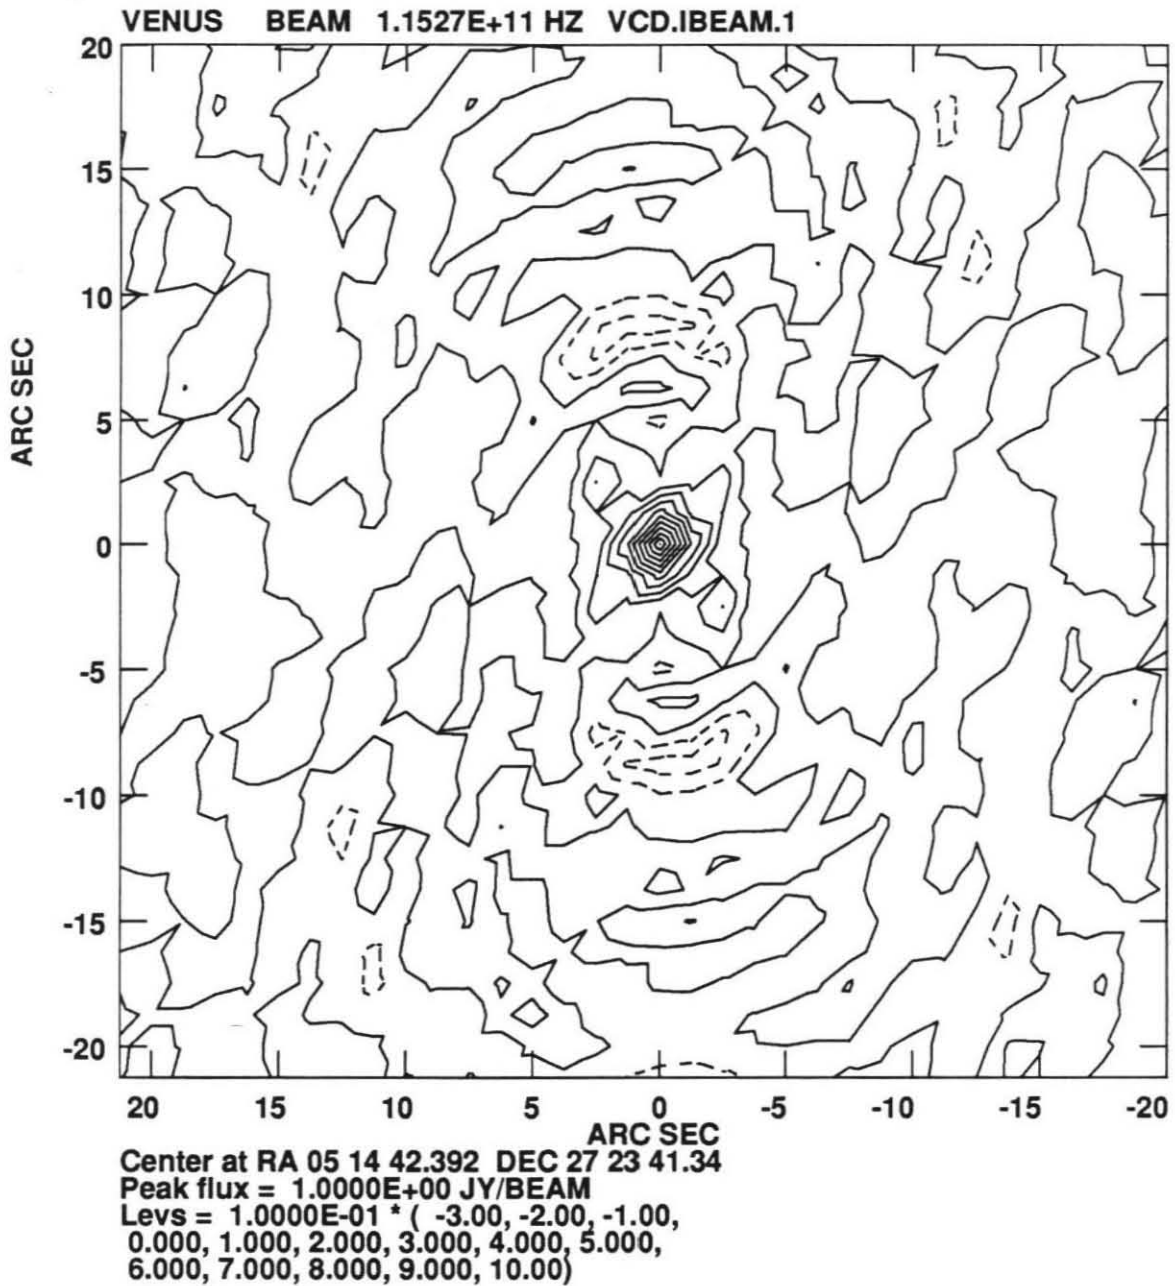 VENUS BEAM 1.1527E+11 HZ VCD.IBEAM.1
20
15
10
5
0
-5
-10
-15
-20
ARC SEC
20 15 10 5 0 -5 -10 -15 -20
ARC SEC
Center at RA 05 14 42.392 DEC 27 23 41.34
Peak flux = 1.0000E+00 JY/BEAM
Levs = 1.0000E-01 * ( -3.00, -2.00, -1.00,
0.000, 1.000, 2.000, 3.000, 4.000, 5.000,
6.000, 7.000, 8.000, 9.000, 10.00)